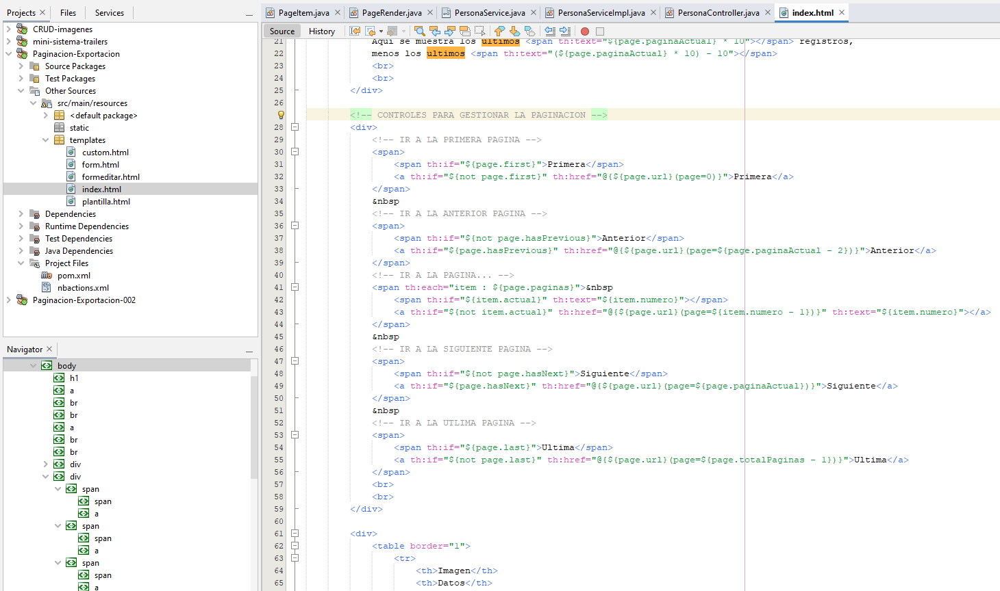 Projects
Files
Services
CRUD-imagenes
mini-sistema-trailers
Paginacion-Exportacion
Source Packages
Test Packages
Other Sources
src/main/resources
<default package>
static
templates
custom.html
form.html
formeditar.html
index.html
plantilla.html
Dependencies
Runtime Dependencies
Test Dependencies
Java Dependencies
Project Files
pom.xml
nbactions.xml
Paginacion-Exportacion-002
Navigator
body
h1
a
br
br
a
br
br
div
div
span
span
a
span
span
a
span
span
a
PageItem.java
PageRender.java
PersonaService.java
PersonaServiceImpl.java
PersonaController.java
index.html
Source
History
21 Aqui se muestra los ultimos <span th:text="${page.paginaActual} * 10"></span> registros,
22 menos los ultimos <span th:text="(${page.paginaActual} * 10) - 10"></span>
23 <br>
24 <br>
25 </div>
26
<!-- CONTROLES PARA GESTIONAR LA PAGINACION -->
28 <div>
29 <!-- IR A LA PRIMERA PAGINA -->
30 <span>
31 <span th:if="${page.first}">Primera</span>
32 <a th:if="${not page.first}" th:href="@{${page.url}(page=0)}">Primera</a>
33 </span>
34 &nbsp
35 <!-- IR A LA ANTERIOR PAGINA -->
36 <span>
37 <span th:if="${not page.hasPrevious}">Anterior</span>
38 <a th:if="${page.hasPrevious}" th:href="@{${page.url}(page=${page.paginaActual - 2})}">Anterior</a>
39 </span>
40 <!-- IR A LA PAGINA... -->
41 <span th:each="item : ${page.paginas}">&nbsp
42 <span th:if="${item.actual}" th:text="${item.numero}"></span>
43 <a th:if="${not item.actual}" th:href="@{${page.url}(page=${item.numero - 1})}" th:text="${item.numero}"></a>
44 </span>
45 &nbsp
46 <!-- IR A LA SIGUIENTE PAGINA -->
47 <span>
48 <span th:if="${not page.hasNext}">Siguiente</span>
49 <a th:if="${page.hasNext}" th:href="@{${page.url}(page=${page.paginaActual})}">Siguiente</a>
50 </span>
51 &nbsp
52 <!-- IR A LA UTLIMA PAGINA -->
53 <span>
54 <span th:if="${page.last}">Ultima</span>
55 <a th:if="${not page.last}" th:href="@{${page.url}(page=${page.totalPaginas - 1})}">Ultima</a>
56 </span>
57 <br>
58 <br>
59 </div>
60
61 <div>
62 <table border="1">
63 <tr>
64 <th>Imagen</th>
65 <th>Datos</th>